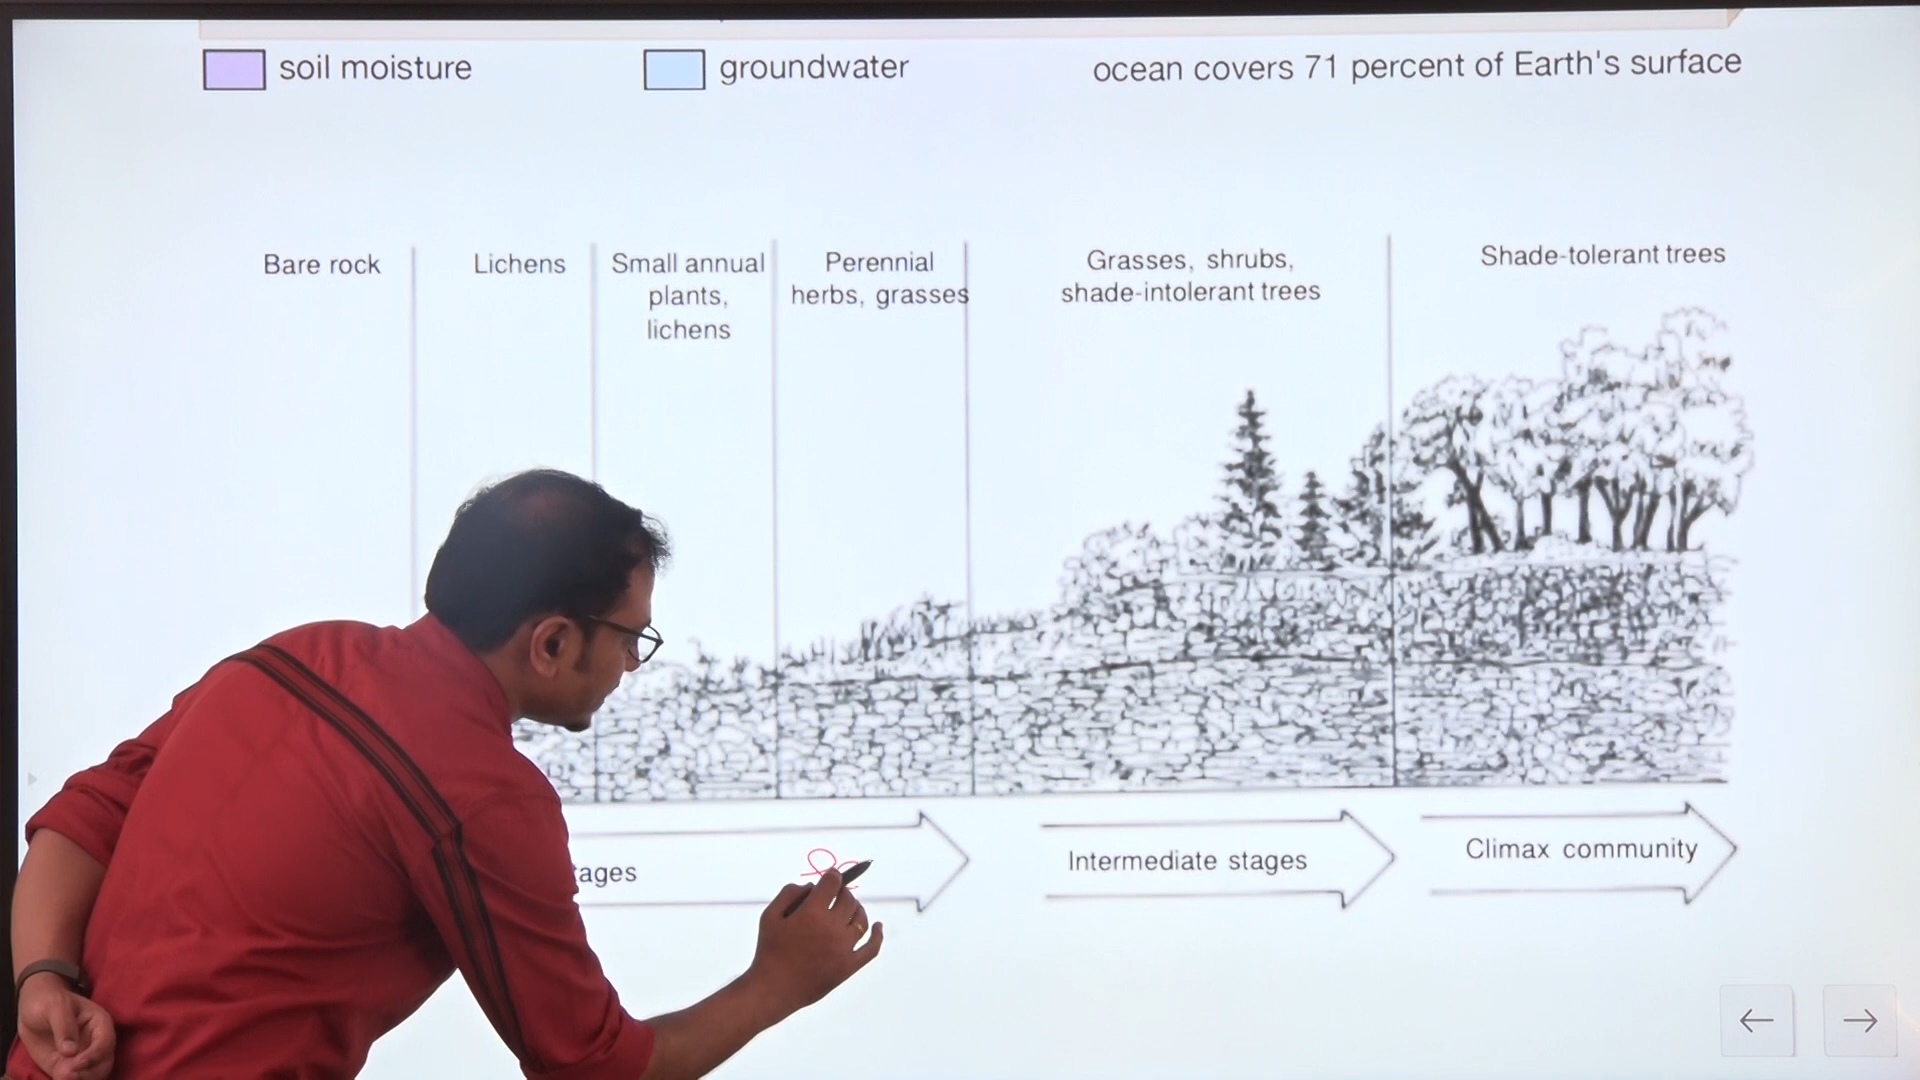 soil moisture
groundwater
ocean covers 71 percent of Earth's surface
Bare rock
Lichens
Small annual
plants,
lichens
Perennial
herbs, grasses
Grasses, shrubs,
shade-intolerant trees
Shade-tolerant trees
Intermediate stages
Climax community